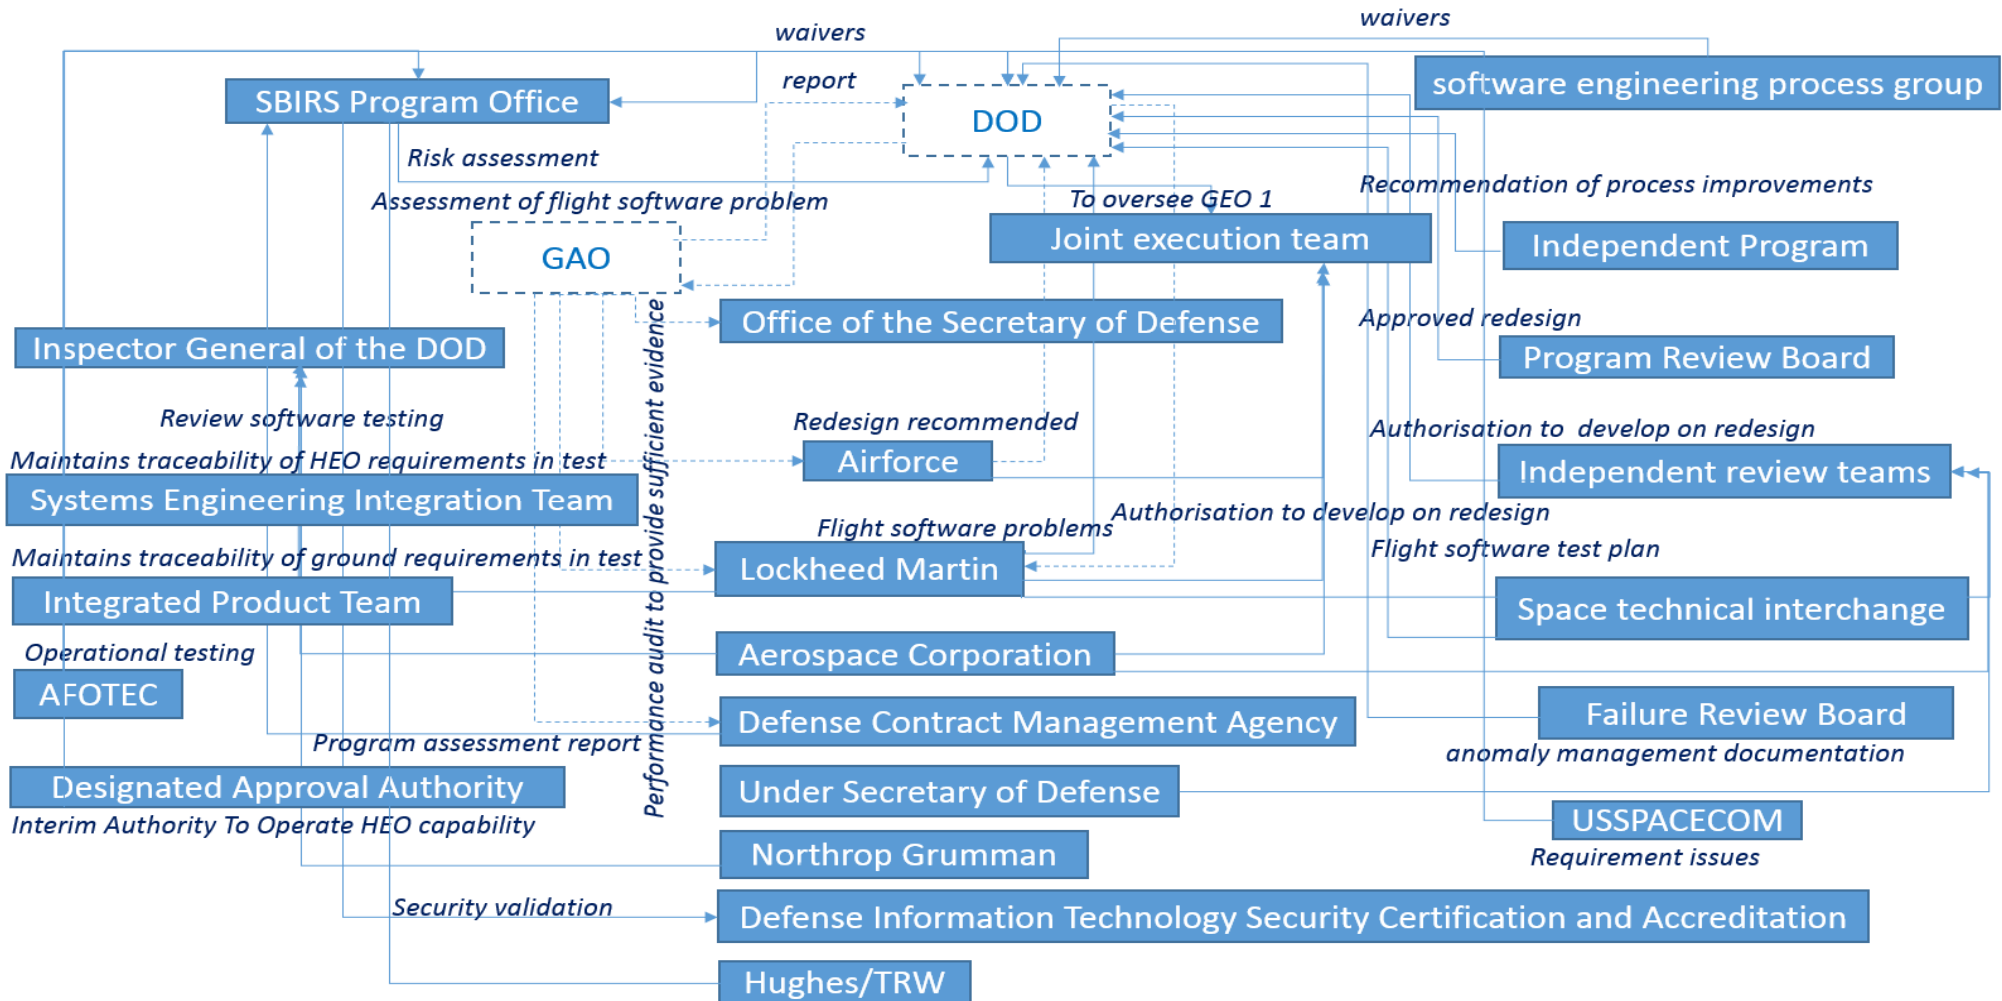 waivers
waivers
report
SBIRS Program Office
DOD
software engineering process group
Risk assessment
Assessment of flight software problem
To oversee GEO 1
Recommendation of process improvements
GAO
Joint execution team
Independent Program
Office of the Secretary of Defense
Approved redesign
Inspector General of the DOD
Program Review Board
Performance audit to provide sufficient evidence
Review software testing
Redesign recommended
Authorisation to develop on redesign
Maintains traceability of HEO requirements in test
Airforce
Independent review teams
Systems Engineering Integration Team
Flight software problems
Authorisation to develop on redesign
Maintains traceability of ground requirements in test
Lockheed Martin
Flight software test plan
Integrated Product Team
Space technical interchange
Operational testing
Aerospace Corporation
AFOTEC
Defense Contract Management Agency
Failure Review Board
Program assessment report
anomaly management documentation
Designated Approval Authority
Under Secretary of Defense
Interim Authority To Operate HEO capability
USSPACECOM
Northrop Grumman
Requirement issues
Security validation
Defense Information Technology Security Certification and Accreditation
Hughes/TRW